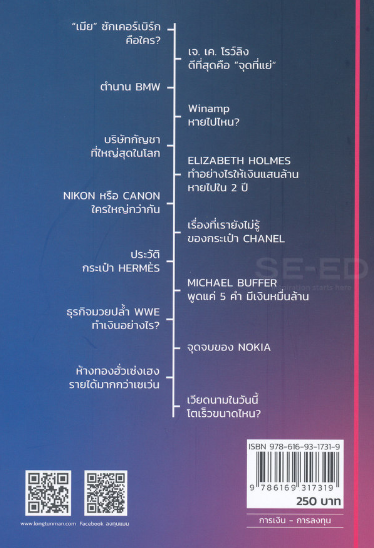 "เมีย" ซักเคอร์เบิร์ก
คือใคร?
เจ. เค. โรว์ลิง
ดีที่สุดคือ "จุดที่แย่"
ตำนาน BMW
Winamp
หายไปไหน?
บริษัทกัญชา
ที่ใหญ่สุดในโลก
ELIZABETH HOLMES
ทำอย่างไรให้เงินแสนล้าน
หายไปใน 2 ปี
NIKON หรือ CANON
ใครใหญ่กว่ากัน
เรื่องที่เรายังไม่รู้
ของกระเป๋า CHANEL
ประวัติ
กระเป๋า HERMÈS
SE-ED
MICHAEL BUFFER
พูดแค่ 5 คำ มีเงินหมื่นล้าน
ธุรกิจมวยปล้ำ WWE
ทำเงินอย่างไร?
จุดจบของ NOKIA
ห้างทองฮั่วเซ่งเฮง
รายได้มากกว่าเซเว่น
เวียดนามในวันนี้
โตเร็วขนาดไหน?
ISBN 978-616-93-1731-9
9 786169 317319
250 บาท
การเงิน - การลงทุน
www.longtunman.com Facebook ลงทุนแมน